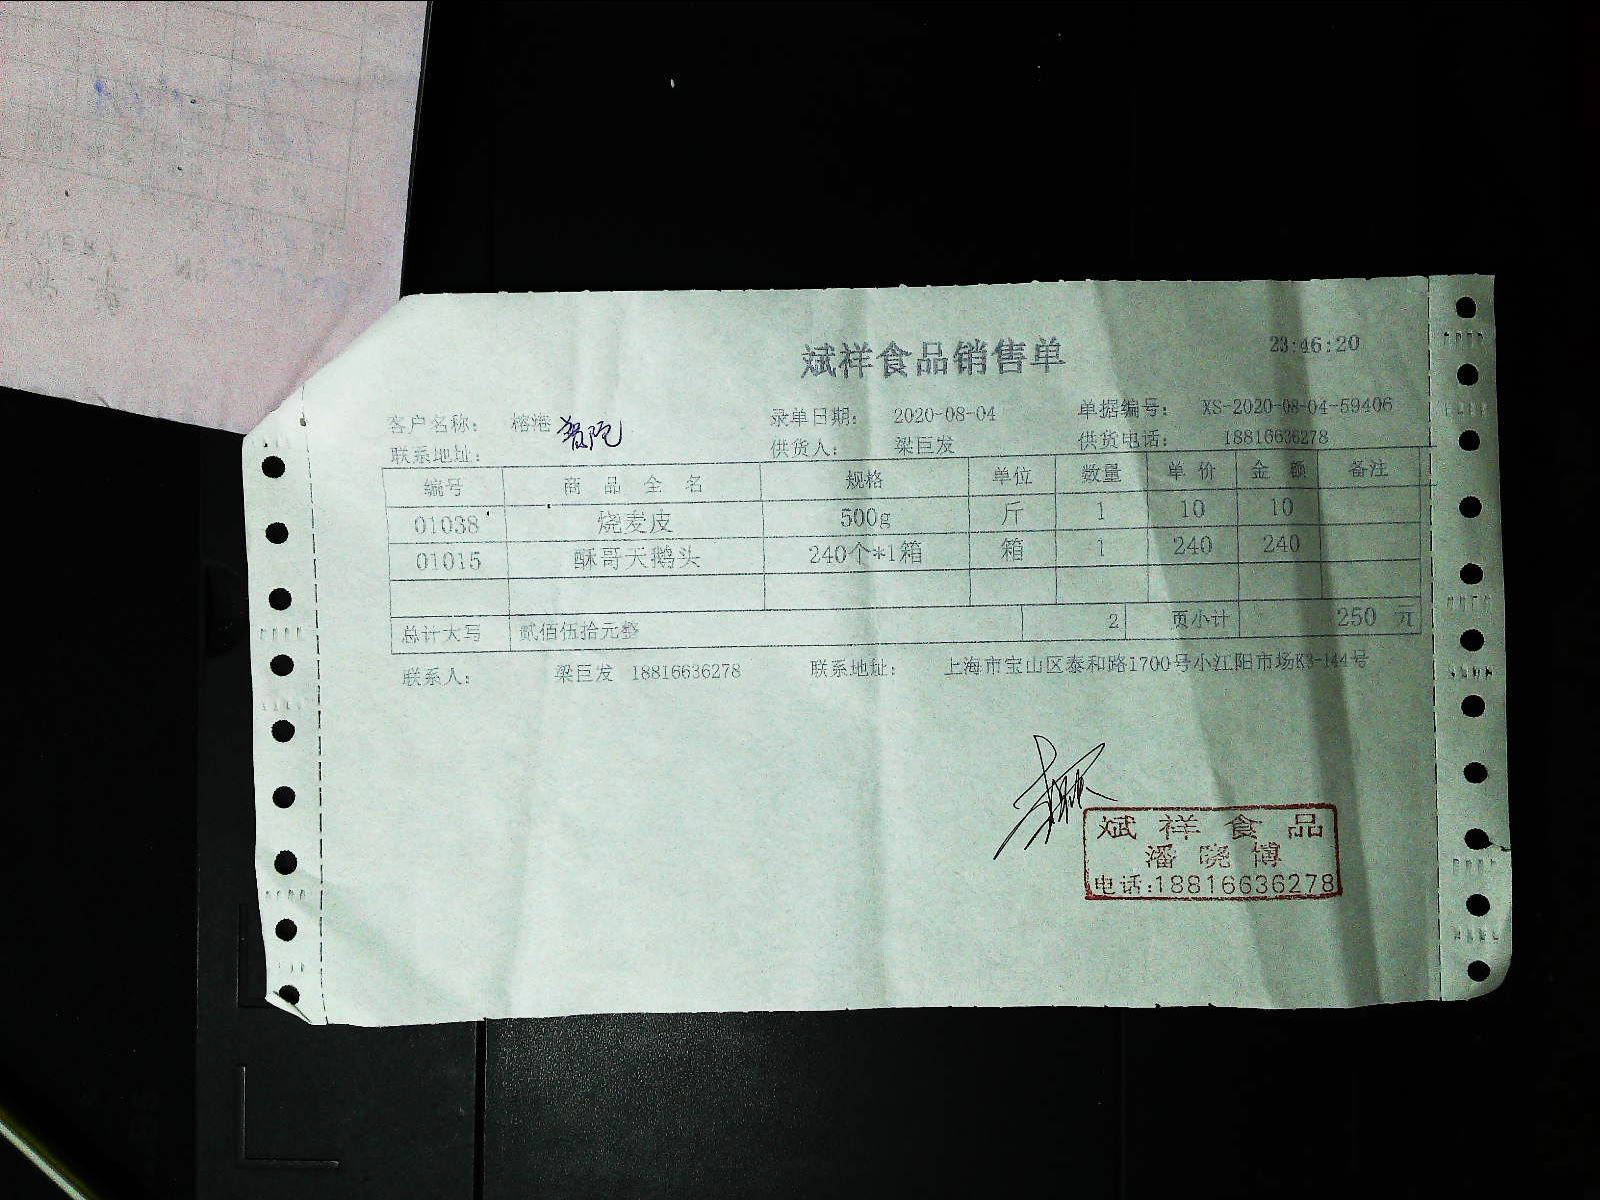 斌祥食品销售单 23:46:20
客户名称： 榕港 录单日期： 2020-08-04 单据编号： XS-2020-08-04-59406
联系地址： 供货人： 梁巨发 供货电话： 18816636278
编号 商品全名 规格 单位 数量 单价 金额 备注
01038 烧麦皮 500g 斤 1 10 10
01015 酥哥天鹅头 240个*1箱 箱 1 240 240
总计大写 贰佰伍拾元整 2 页小计 250 元
联系人： 梁巨发 18816636278 联系地址： 上海市宝山区泰和路1700号小江阳市场K3-144号
斌祥食品
潘晓博
电话:18816636278